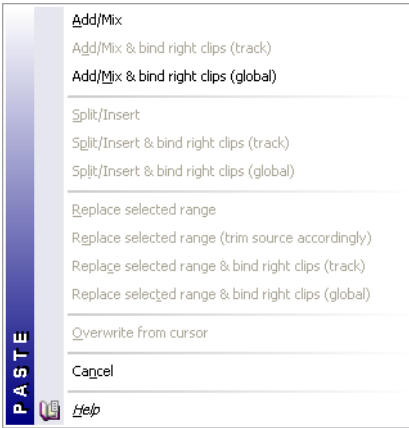 Add/Mix
Add/Mix & bind right clips (track)
Add/Mix & bind right clips (global)
Split/Insert
Split/Insert & bind right clips (track)
Split/Insert & bind right clips (global)
Replace selected range
Replace selected range (trim source accordingly)
Replace selected range & bind right clips (track)
Replace selected range & bind right clips (global)
Overwrite from cursor
Cancel
Help
PASTE